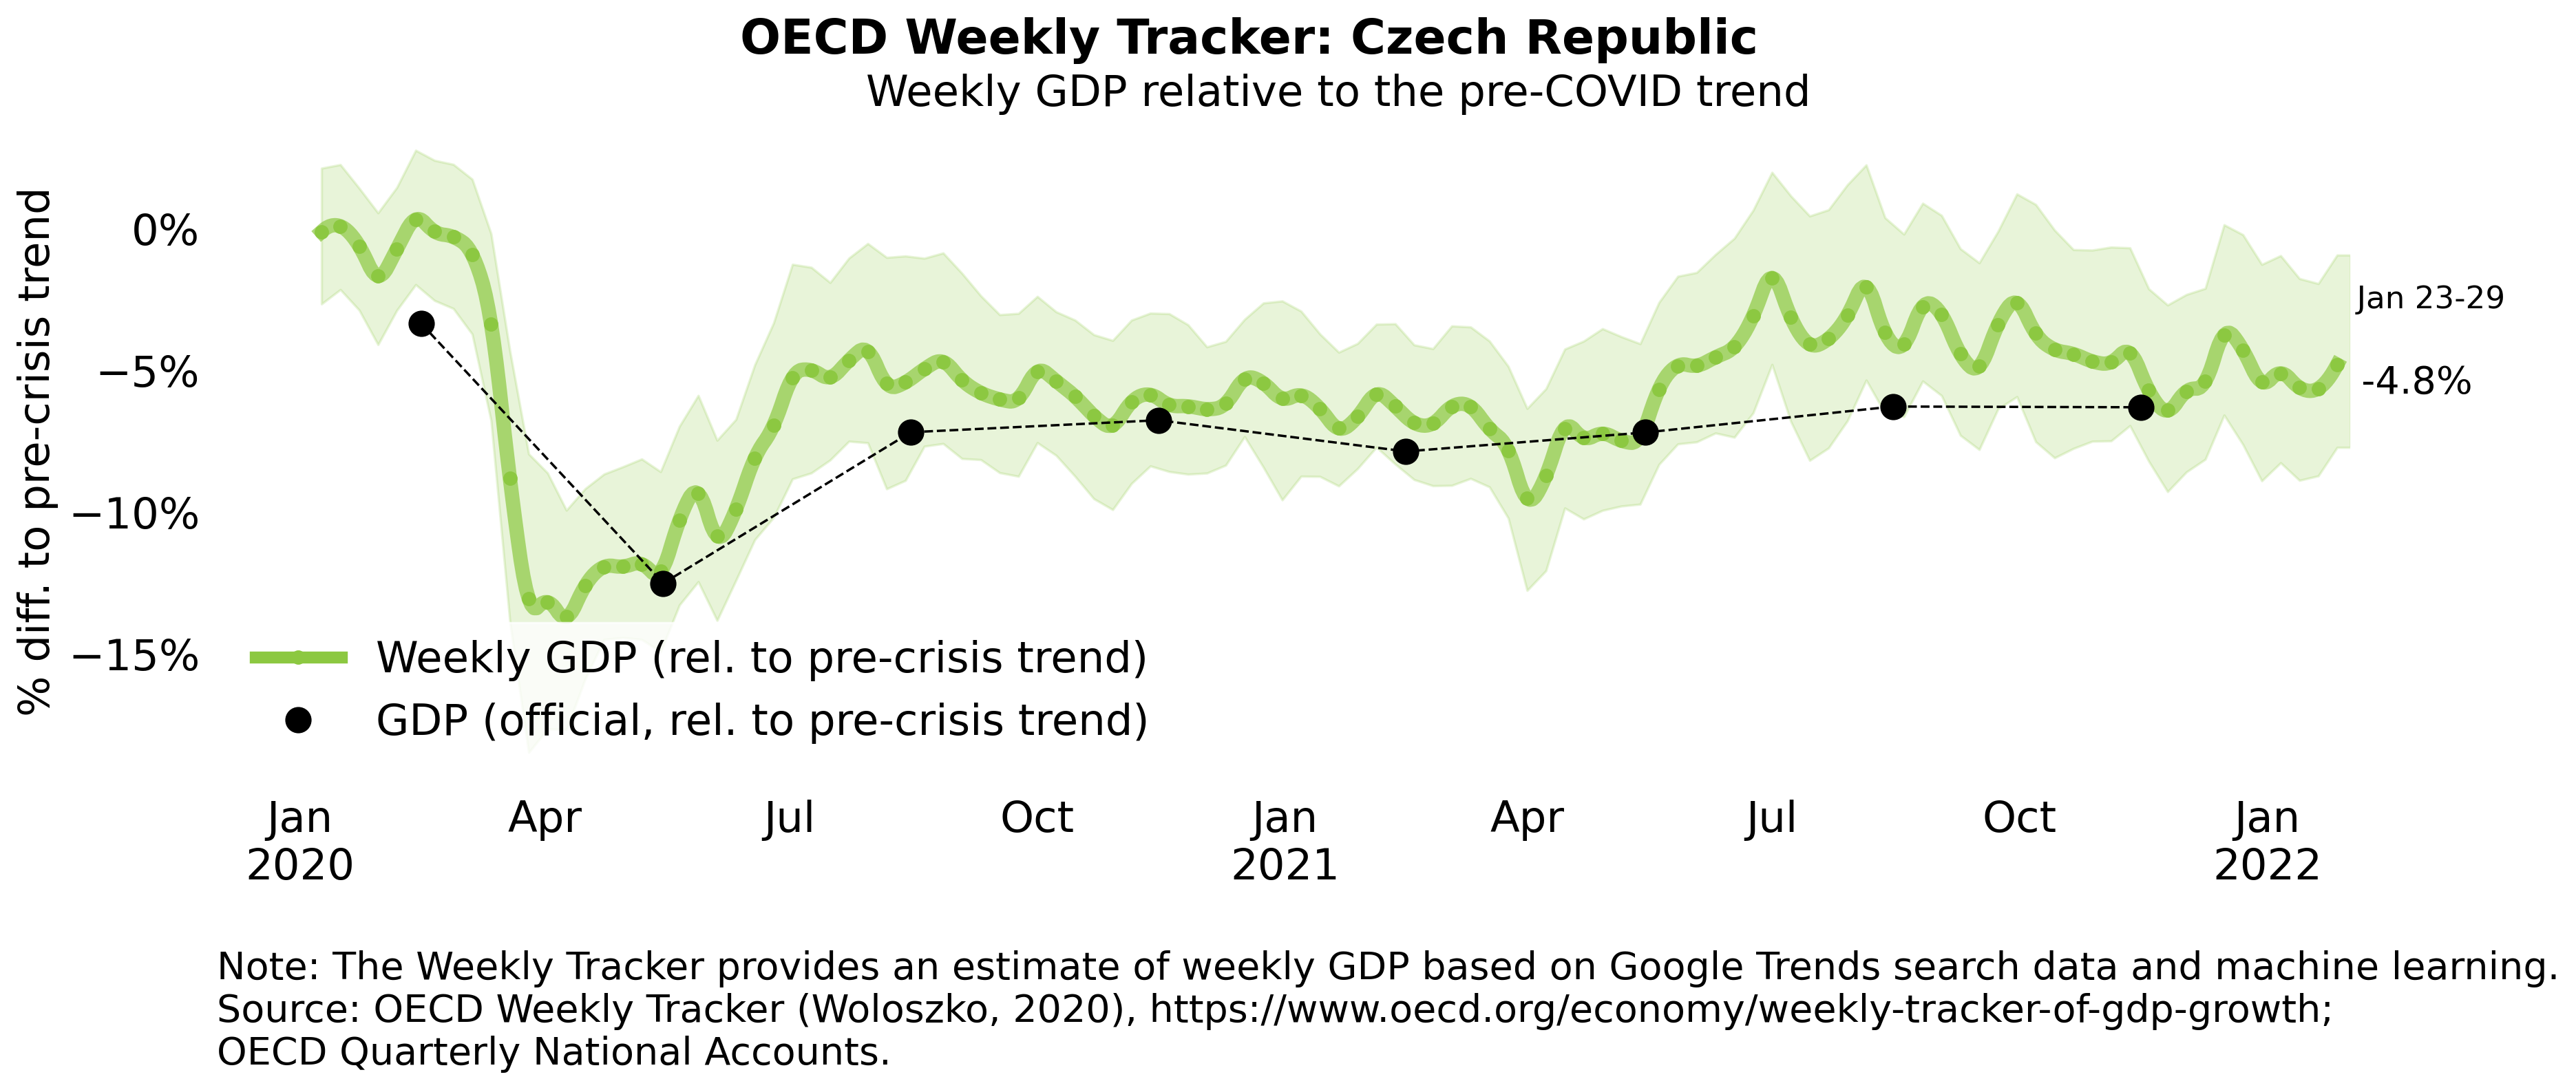 OECD Weekly Tracker: Czech Republic
Weekly GDP relative to the pre-COVID trend
% diff. to pre-crisis trend
0%
−5%
−10%
−15%
Jan 23-29
-4.8%
Weekly GDP (rel. to pre-crisis trend)
GDP (official, rel. to pre-crisis trend)
Jan Apr Jul Oct Jan Apr Jul Oct Jan
2020 2021 2022
Note: The Weekly Tracker provides an estimate of weekly GDP based on Google Trends search data and machine learning.
Source: OECD Weekly Tracker (Woloszko, 2020), https://www.oecd.org/economy/weekly-tracker-of-gdp-growth;
OECD Quarterly National Accounts.